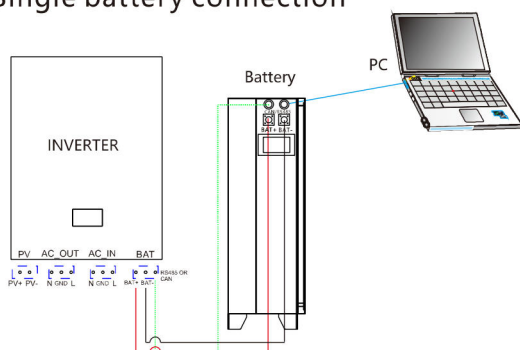 Single battery connection
PC
Battery
BAT+ BAT-
INVERTER
PV AC_OUT AC_IN BAT
RS485 OR
CAN
PV+ PV- N GND L N GND L BAT+ BAT-